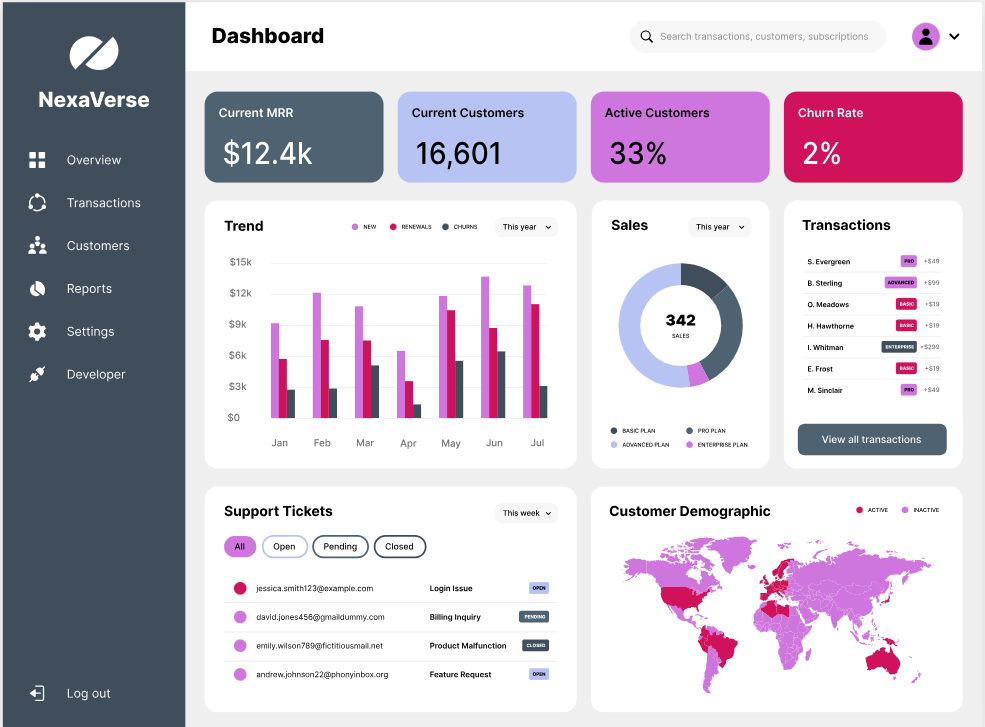 NexaVerse
Overview
Transactions
Customers
Reports
Settings
Developer
Log out
Dashboard
Search transactions, customers, subscriptions
Current MRR
$12.4k
Current Customers
16,601
Active Customers
33%
Churn Rate
2%
Trend
NEW RENEWALS CHURNS
This year
$15k
$12k
$9k
$6k
$3k
$0
Jan Feb Mar Apr May Jun Jul
Sales
This year
342
SALES
BASIC PLAN PRO PLAN
ADVANCED PLAN ENTERPRISE PLAN
Transactions
S. Evergreen PRO +$49
B. Sterling ADVANCED +$99
O. Meadows BASIC +$19
H. Hawthorne BASIC +$19
I. Whitman ENTERPRISE +$299
E. Frost BASIC +$19
M. Sinclair PRO +$49
View all transactions
Support Tickets
This week
All Open Pending Closed
jessica.smith123@example.com Login Issue OPEN
david.jones456@gmaildummy.com Billing Inquiry PENDING
emily.wilson789@fictitiousmail.net Product Malfunction CLOSED
andrew.johnson22@phonyinbox.org Feature Request OPEN
Customer Demographic
ACTIVE INACTIVE